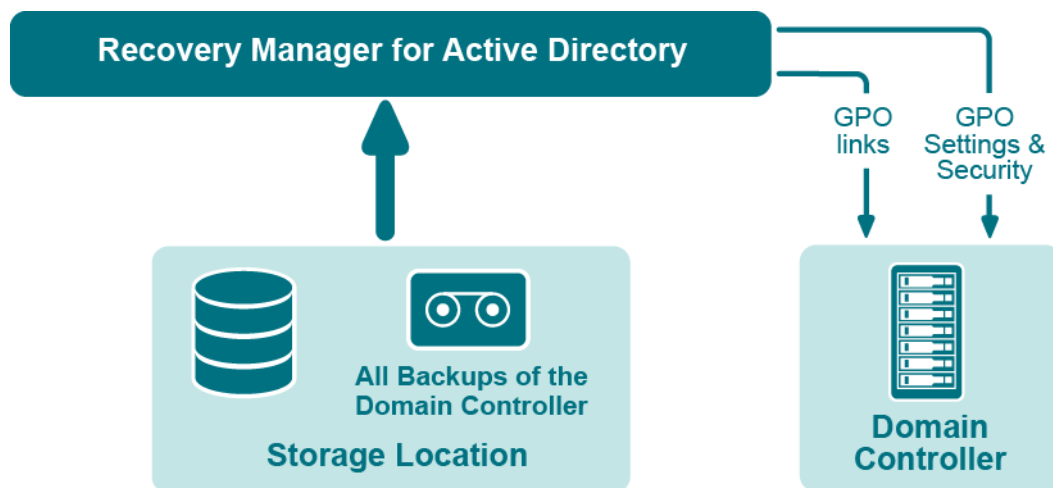 Recovery Manager for Active Directory
GPO
links
GPO
Settings &
Security
All Backups of the
Domain Controller
Storage Location
Domain
Controller